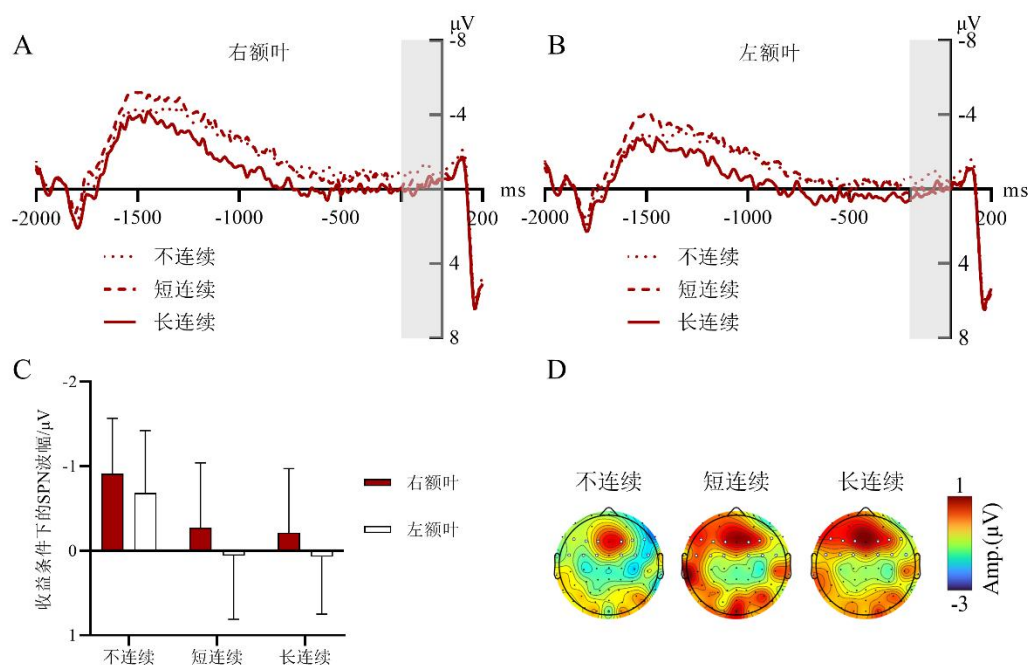 A
右额叶
μV
-8
-4
4
8
ms
-2000
-1500
-1000
-500
200
不连续
短连续
长连续
B
左额叶
μV
-8
-4
4
8
ms
-2000
-1500
-1000
-500
200
不连续
短连续
长连续
C
收益条件下的SPN波幅/μV
-2
-1
0
1
不连续
短连续
长连续
右额叶
左额叶
D
不连续
短连续
长连续
1
-3
Amp.(μV)